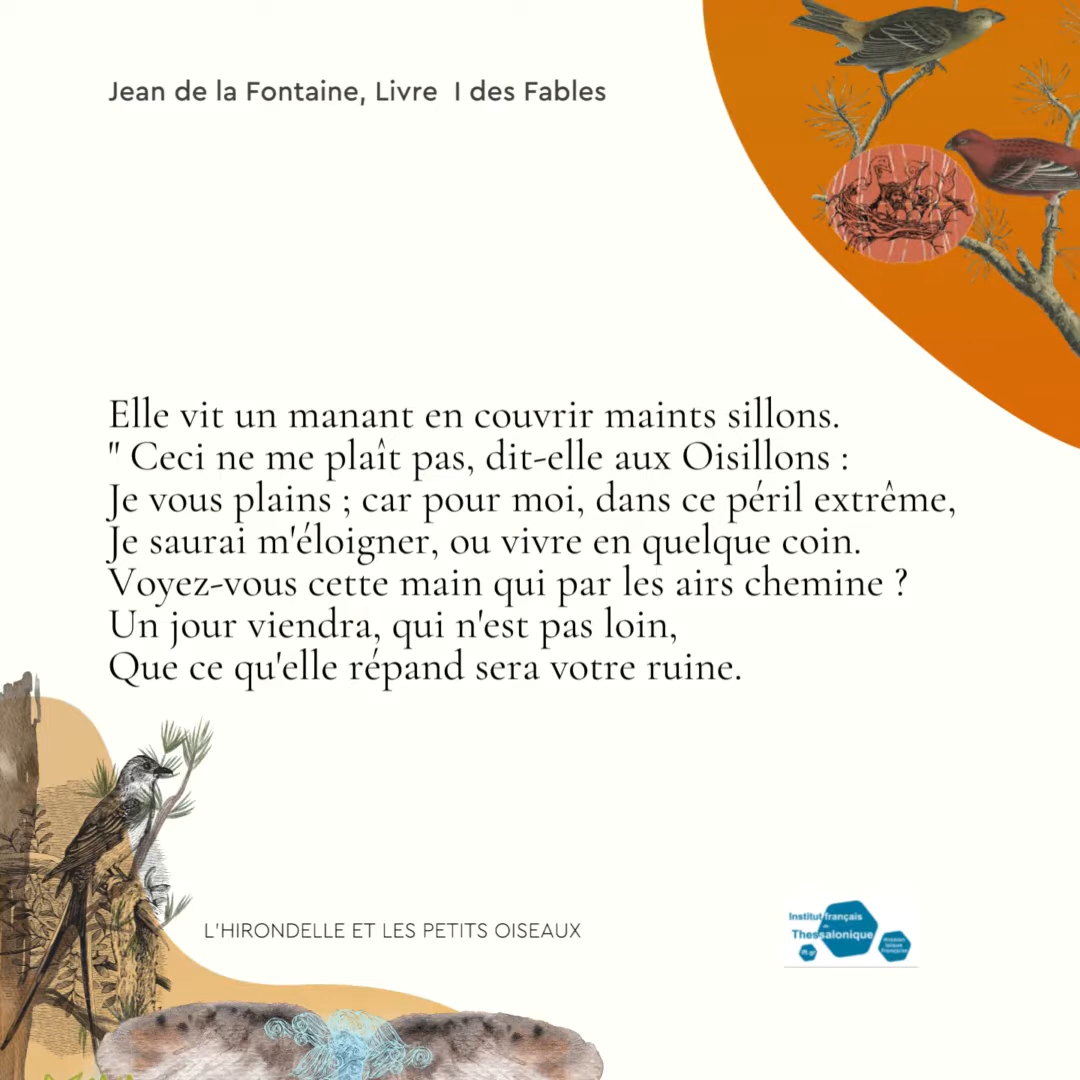 Jean de la Fontaine, Livre I des Fables
Elle vit un manant en couvrir maints sillons.
" Ceci ne me plaît pas, dit-elle aux Oisillons :
Je vous plains ; car pour moi, dans ce péril extrême,
Je saurai m'éloigner, ou vivre en quelque coin.
Voyez-vous cette main qui par les airs chemine ?
Un jour viendra, qui n'est pas loin,
Que ce qu'elle répand sera votre ruine.
L'HIRONDELLE ET LES PETITS OISEAUX
Institut français
Thessalonique